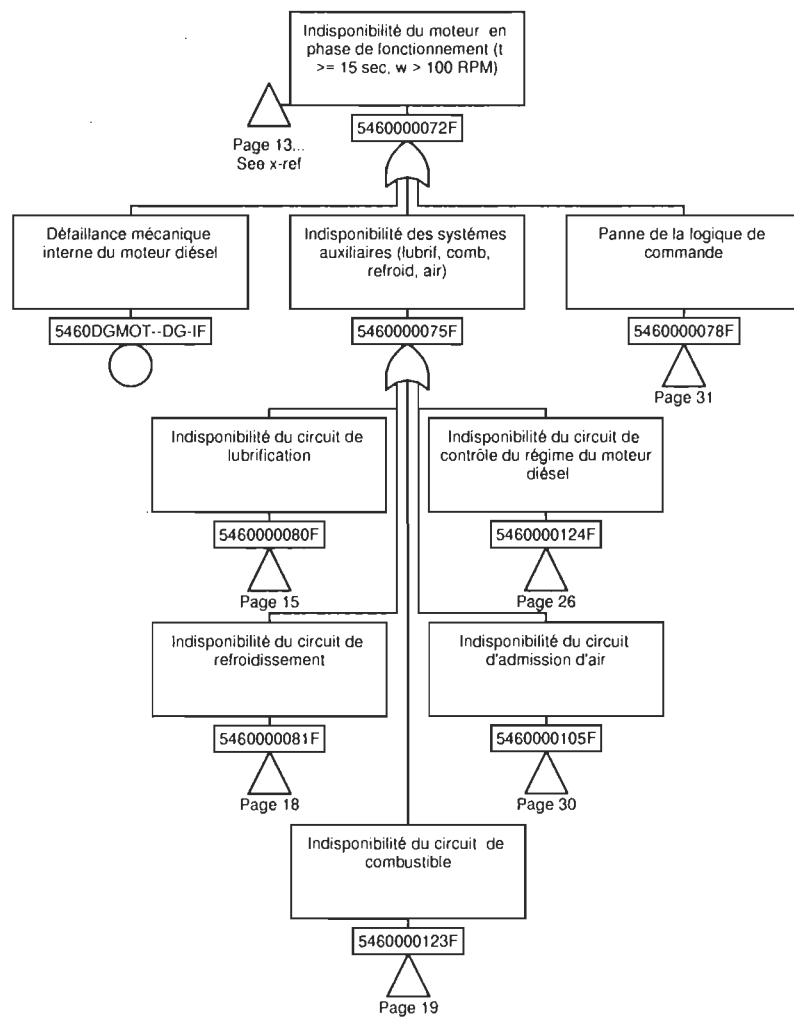 Indisponibilité du moteur en
phase de fonctionnement (t
>= 15 sec, w > 100 RPM)
Page 13...
See x-ref
5460000072F
Défaillance mécanique
interne du moteur diésel
Indisponibilité des systémes
auxiliaires (lubrif, comb,
refroid, air)
Panne de la logique de
commande
5460DGMOT--DG-IF
5460000075F
5460000078F
Page 31
Indisponibilité du circuit de
lubrification
Indisponibilité du circuit de
contrôle du régime du moteur
diésel
5460000080F
5460000124F
Page 15
Page 26
Indisponibilité du circuit de
refroidissement
Indisponibilité du circuit
d'admission d'air
5460000081F
5460000105F
Page 18
Page 30
Indisponibilité du circuit de
combustible
5460000123F
Page 19